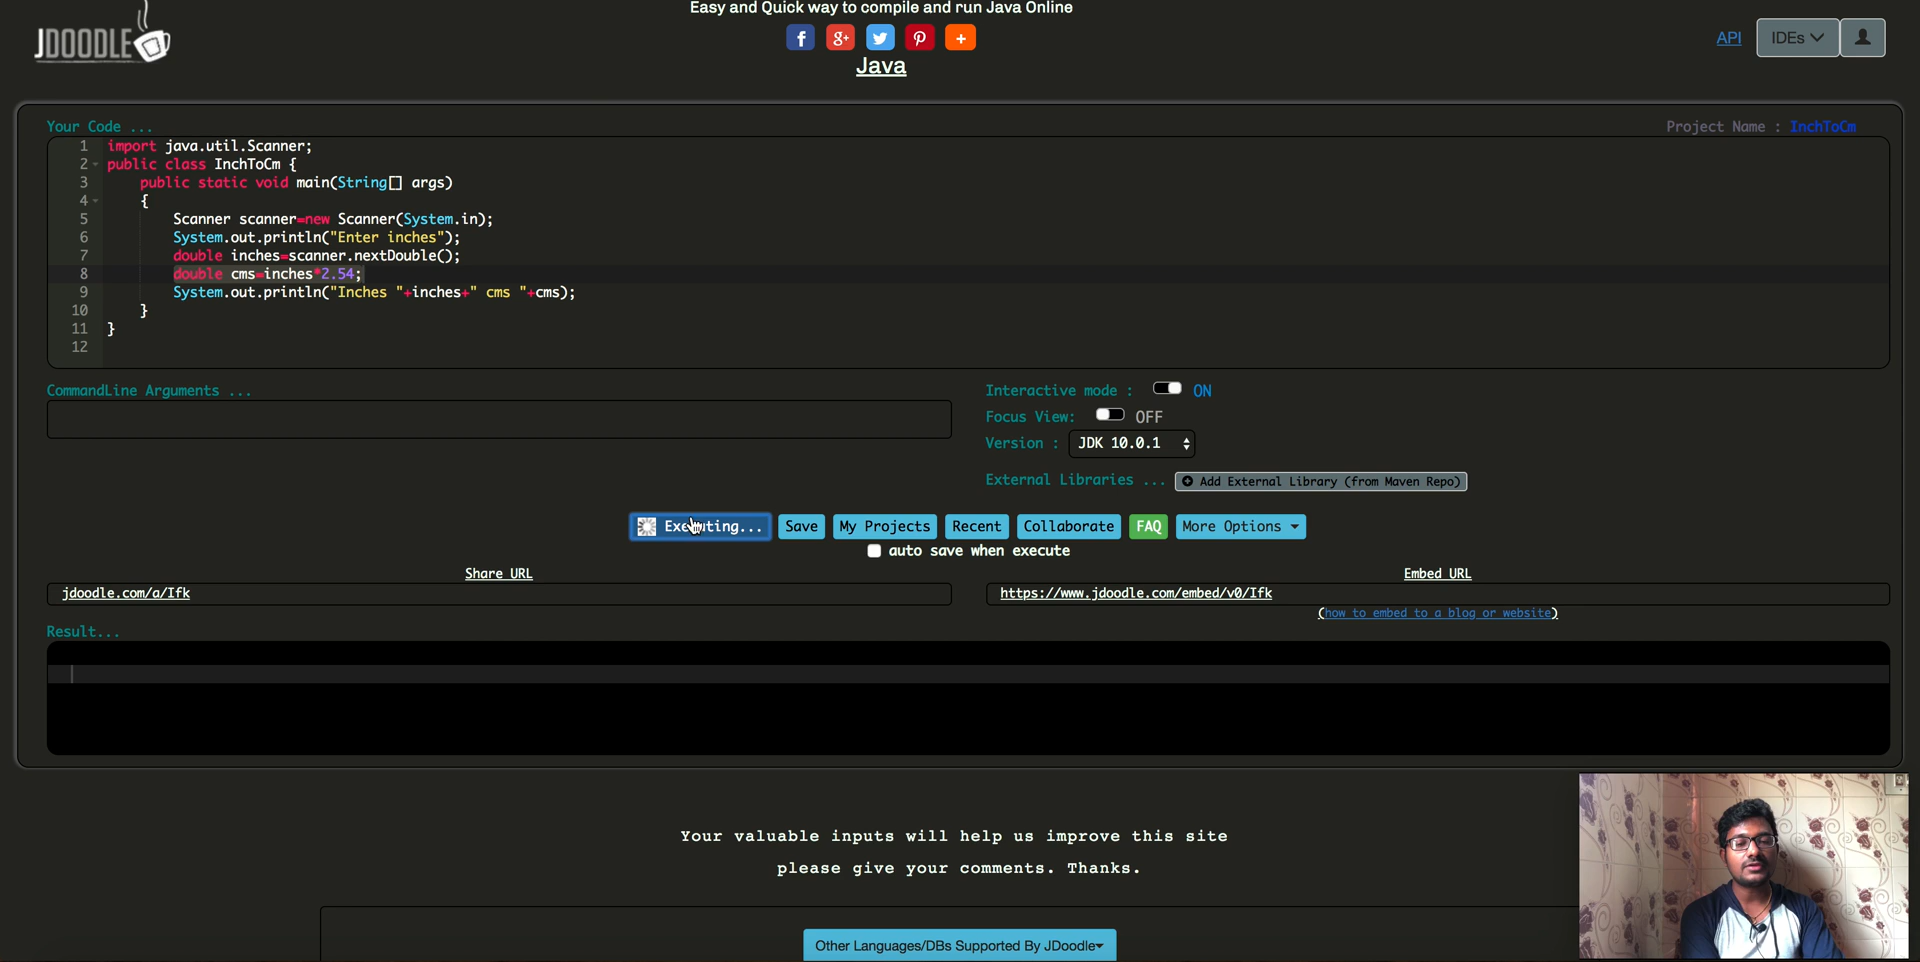 Easy and Quick way to compile and run Java Online
JDOODLE
f g+ p +
API IDEs
Java
Your Code ...
Project Name : InchToCm
1 import java.util.Scanner;
2 public class InchToCm {
3 public static void main(String[] args)
4 {
5 Scanner scanner=new Scanner(System.in);
6 System.out.println("Enter inches");
7 double inches=scanner.nextDouble();
8 double cms=inches*2.54;
9 System.out.println("Inches "+inches+" cms "+cms);
10 }
11 }
12
CommandLine Arguments ...
Interactive mode : ON
Focus View: OFF
Version : JDK 10.0.1
External Libraries ... Add External Library (from Maven Repo)
Executing... Save My Projects Recent Collaborate FAQ More Options
auto save when execute
Share URL
Embed URL
jdoodle.com/a/Ifk
https://www.jdoodle.com/embed/v0/Ifk
(how to embed to a blog or website)
Result...
Your valuable inputs will help us improve this site
please give your comments. Thanks.
Other Languages/DBs Supported By JDoodle